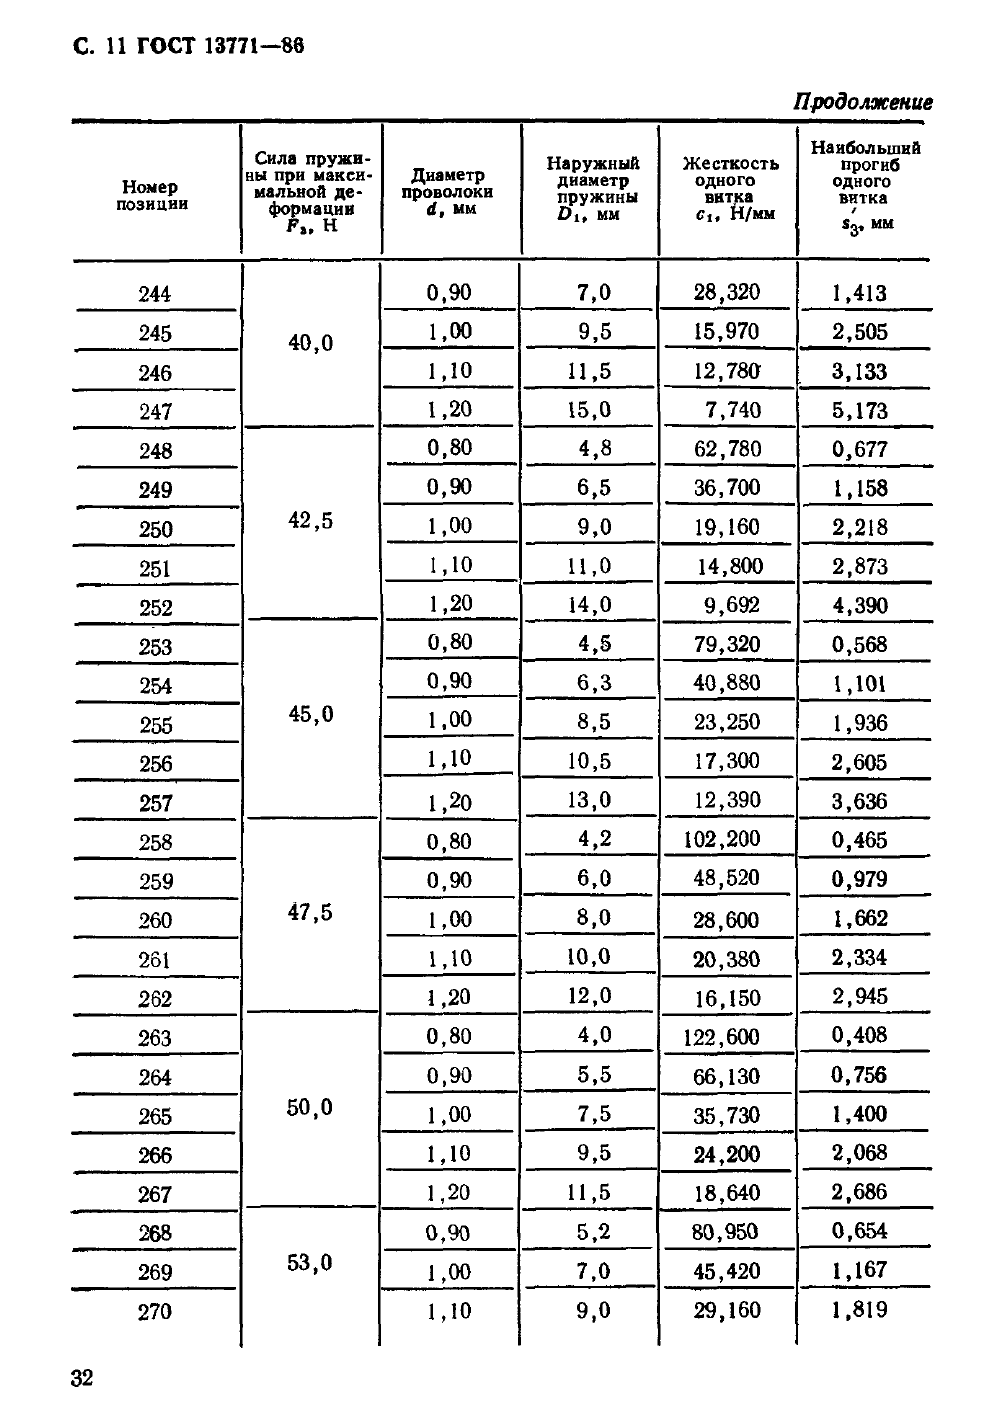 С. 11 ГОСТ 13771—86
Продолжение
Номер позиции | Сила пружи-ны при макси-мальной де-формации F₃, Н | Диаметр проволоки d, мм | Наружный диаметр пружины D₁, мм | Жесткость одного витка c₁, Н/мм | Наибольший прогиб одного витка s′₃, мм
244 | 40,0 | 0,90 | 7,0 | 28,320 | 1,413
245 | 1,00 | 9,5 | 15,970 | 2,505
246 | 1,10 | 11,5 | 12,780 | 3,133
247 | 1,20 | 15,0 | 7,740 | 5,173
248 | 42,5 | 0,80 | 4,8 | 62,780 | 0,677
249 | 0,90 | 6,5 | 36,700 | 1,158
250 | 1,00 | 9,0 | 19,160 | 2,218
251 | 1,10 | 11,0 | 14,800 | 2,873
252 | 1,20 | 14,0 | 9,692 | 4,390
253 | 45,0 | 0,80 | 4,5 | 79,320 | 0,568
254 | 0,90 | 6,3 | 40,880 | 1,101
255 | 1,00 | 8,5 | 23,250 | 1,936
256 | 1,10 | 10,5 | 17,300 | 2,605
257 | 1,20 | 13,0 | 12,390 | 3,636
258 | 47,5 | 0,80 | 4,2 | 102,200 | 0,465
259 | 0,90 | 6,0 | 48,520 | 0,979
260 | 1,00 | 8,0 | 28,600 | 1,662
261 | 1,10 | 10,0 | 20,380 | 2,334
262 | 1,20 | 12,0 | 16,150 | 2,945
263 | 50,0 | 0,80 | 4,0 | 122,600 | 0,408
264 | 0,90 | 5,5 | 66,130 | 0,756
265 | 1,00 | 7,5 | 35,730 | 1,400
266 | 1,10 | 9,5 | 24,200 | 2,068
267 | 1,20 | 11,5 | 18,640 | 2,686
268 | 53,0 | 0,90 | 5,2 | 80,950 | 0,654
269 | 1,00 | 7,0 | 45,420 | 1,167
270 | 1,10 | 9,0 | 29,160 | 1,819
32